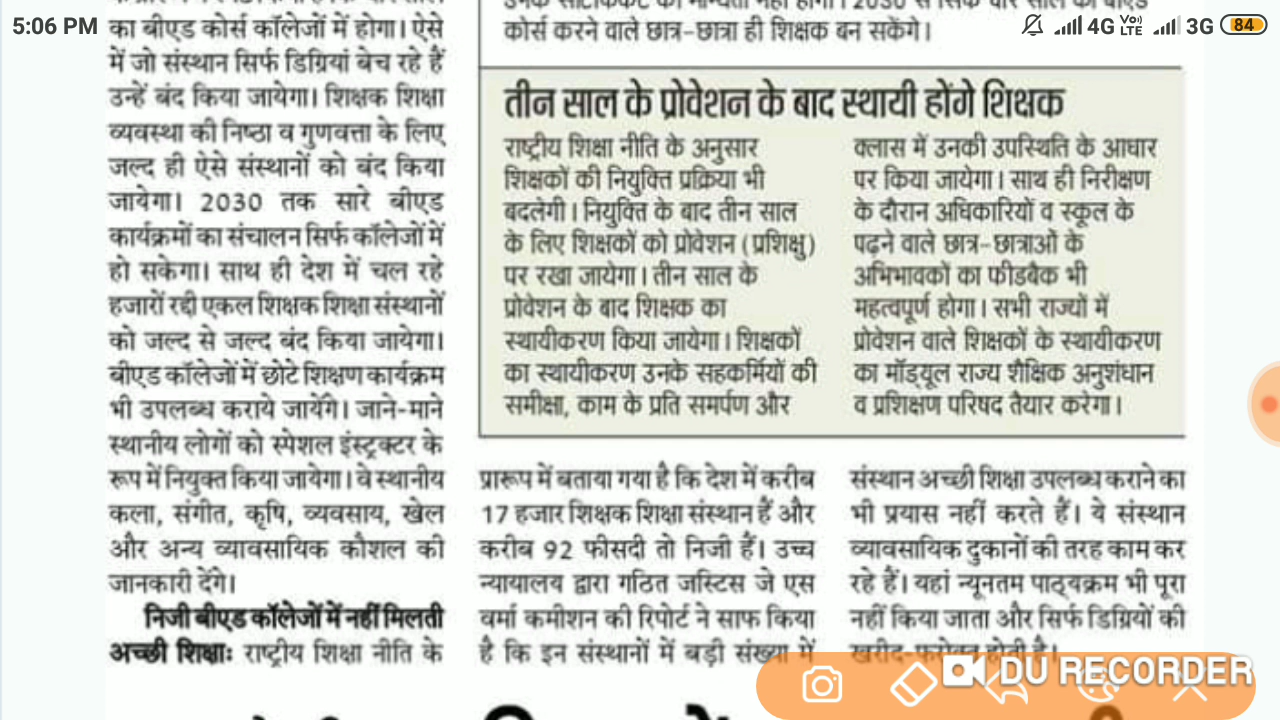 5:06 PM
4G Vo)) LTE 3G 84
का बीएड कोर्स कॉलेजों में होगा। ऐसे
में जो संस्थान सिर्फ डिग्रियां बेच रहे हैं
उन्हें बंद किया जायेगा। शिक्षक शिक्षा
व्यवस्था की निष्ठा व गुणवत्ता के लिए
जल्द ही ऐसे संस्थानों को बंद किया
जायेगा। 2030 तक सारे बीएड
कार्यक्रमों का संचालन सिर्फ कॉलेजों में
हो सकेगा। साथ ही देश में चल रहे
हजारों रद्दी एकल शिक्षक शिक्षा संस्थानों
को जल्द से जल्द बंद किया जायेगा।
बीएड कॉलेजों में छोटे शिक्षण कार्यक्रम
भी उपलब्ध कराये जायेंगे। जाने-माने
स्थानीय लोगों को स्पेशल इंस्ट्रक्टर के
रूप में नियुक्त किया जायेगा। वे स्थानीय
कला, संगीत, कृषि, व्यवसाय, खेल
और अन्य व्यावसायिक कौशल की
जानकारी देंगे।
निजी बीएड कॉलेजों में नहीं मिलती
अच्छी शिक्षाः राष्ट्रीय शिक्षा नीति के
कोर्स करने वाले छात्र-छात्रा ही शिक्षक बन सकेंगे।
तीन साल के प्रोवेशन के बाद स्थायी होंगे शिक्षक
राष्ट्रीय शिक्षा नीति के अनुसार
शिक्षकों की नियुक्ति प्रक्रिया भी
बदलेगी। नियुक्ति के बाद तीन साल
के लिए शिक्षकों को प्रोवेशन (प्रशिक्षु)
पर रखा जायेगा। तीन साल के
प्रोवेशन के बाद शिक्षक का
स्थायीकरण किया जायेगा। शिक्षकों
का स्थायीकरण उनके सहकर्मियों की
समीक्षा, काम के प्रति समर्पण और
क्लास में उनकी उपस्थिति के आधार
पर किया जायेगा। साथ ही निरीक्षण
के दौरान अधिकारियों व स्कूल के
पढ़ने वाले छात्र-छात्राओं के
अभिभावकों का फीडबैक भी
महत्वपूर्ण होगा। सभी राज्यों में
प्रोवेशन वाले शिक्षकों के स्थायीकरण
का मॉड्यूल राज्य शैक्षिक अनुशंधान
व प्रशिक्षण परिषद तैयार करेगा।
प्रारूप में बताया गया है कि देश में करीब
17 हजार शिक्षक शिक्षा संस्थान हैं और
करीब 92 फीसदी तो निजी हैं। उच्च
न्यायालय द्वारा गठित जस्टिस जे एस
वर्मा कमीशन की रिपोर्ट ने साफ किया
है कि इन संस्थानों में बड़ी संख्या में
संस्थान अच्छी शिक्षा उपलब्ध कराने का
भी प्रयास नहीं करते हैं। ये संस्थान
व्यावसायिक दुकानों की तरह काम कर
रहे हैं। यहां न्यूनतम पाठ्यक्रम भी पूरा
नहीं किया जाता और सिर्फ डिग्रियों की
खरीद-फरोख्त होती है।
DU RECORDER